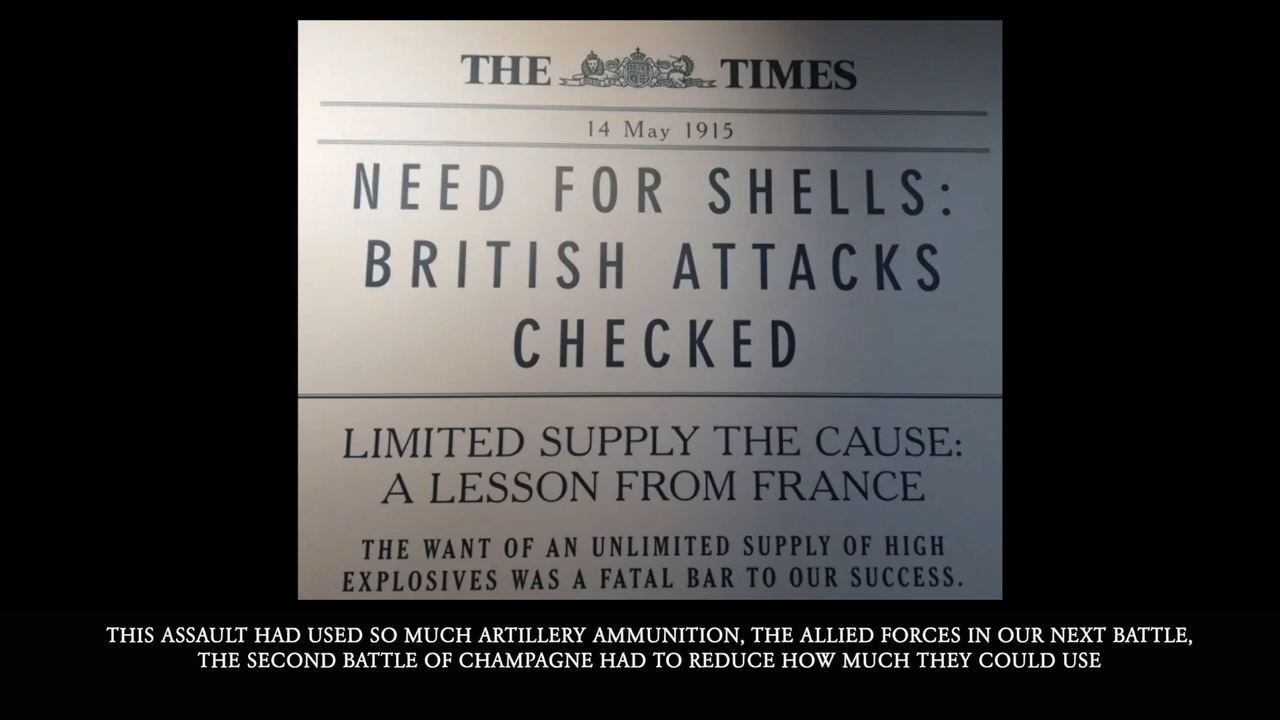 THE TIMES
14 May 1915
NEED FOR SHELLS:
BRITISH ATTACKS
CHECKED
LIMITED SUPPLY THE CAUSE:
A LESSON FROM FRANCE
THE WANT OF AN UNLIMITED SUPPLY OF HIGH
EXPLOSIVES WAS A FATAL BAR TO OUR SUCCESS.
THIS ASSAULT HAD USED SO MUCH ARTILLERY AMMUNITION, THE ALLIED FORCES IN OUR NEXT BATTLE,
THE SECOND BATTLE OF CHAMPAGNE HAD TO REDUCE HOW MUCH THEY COULD USE